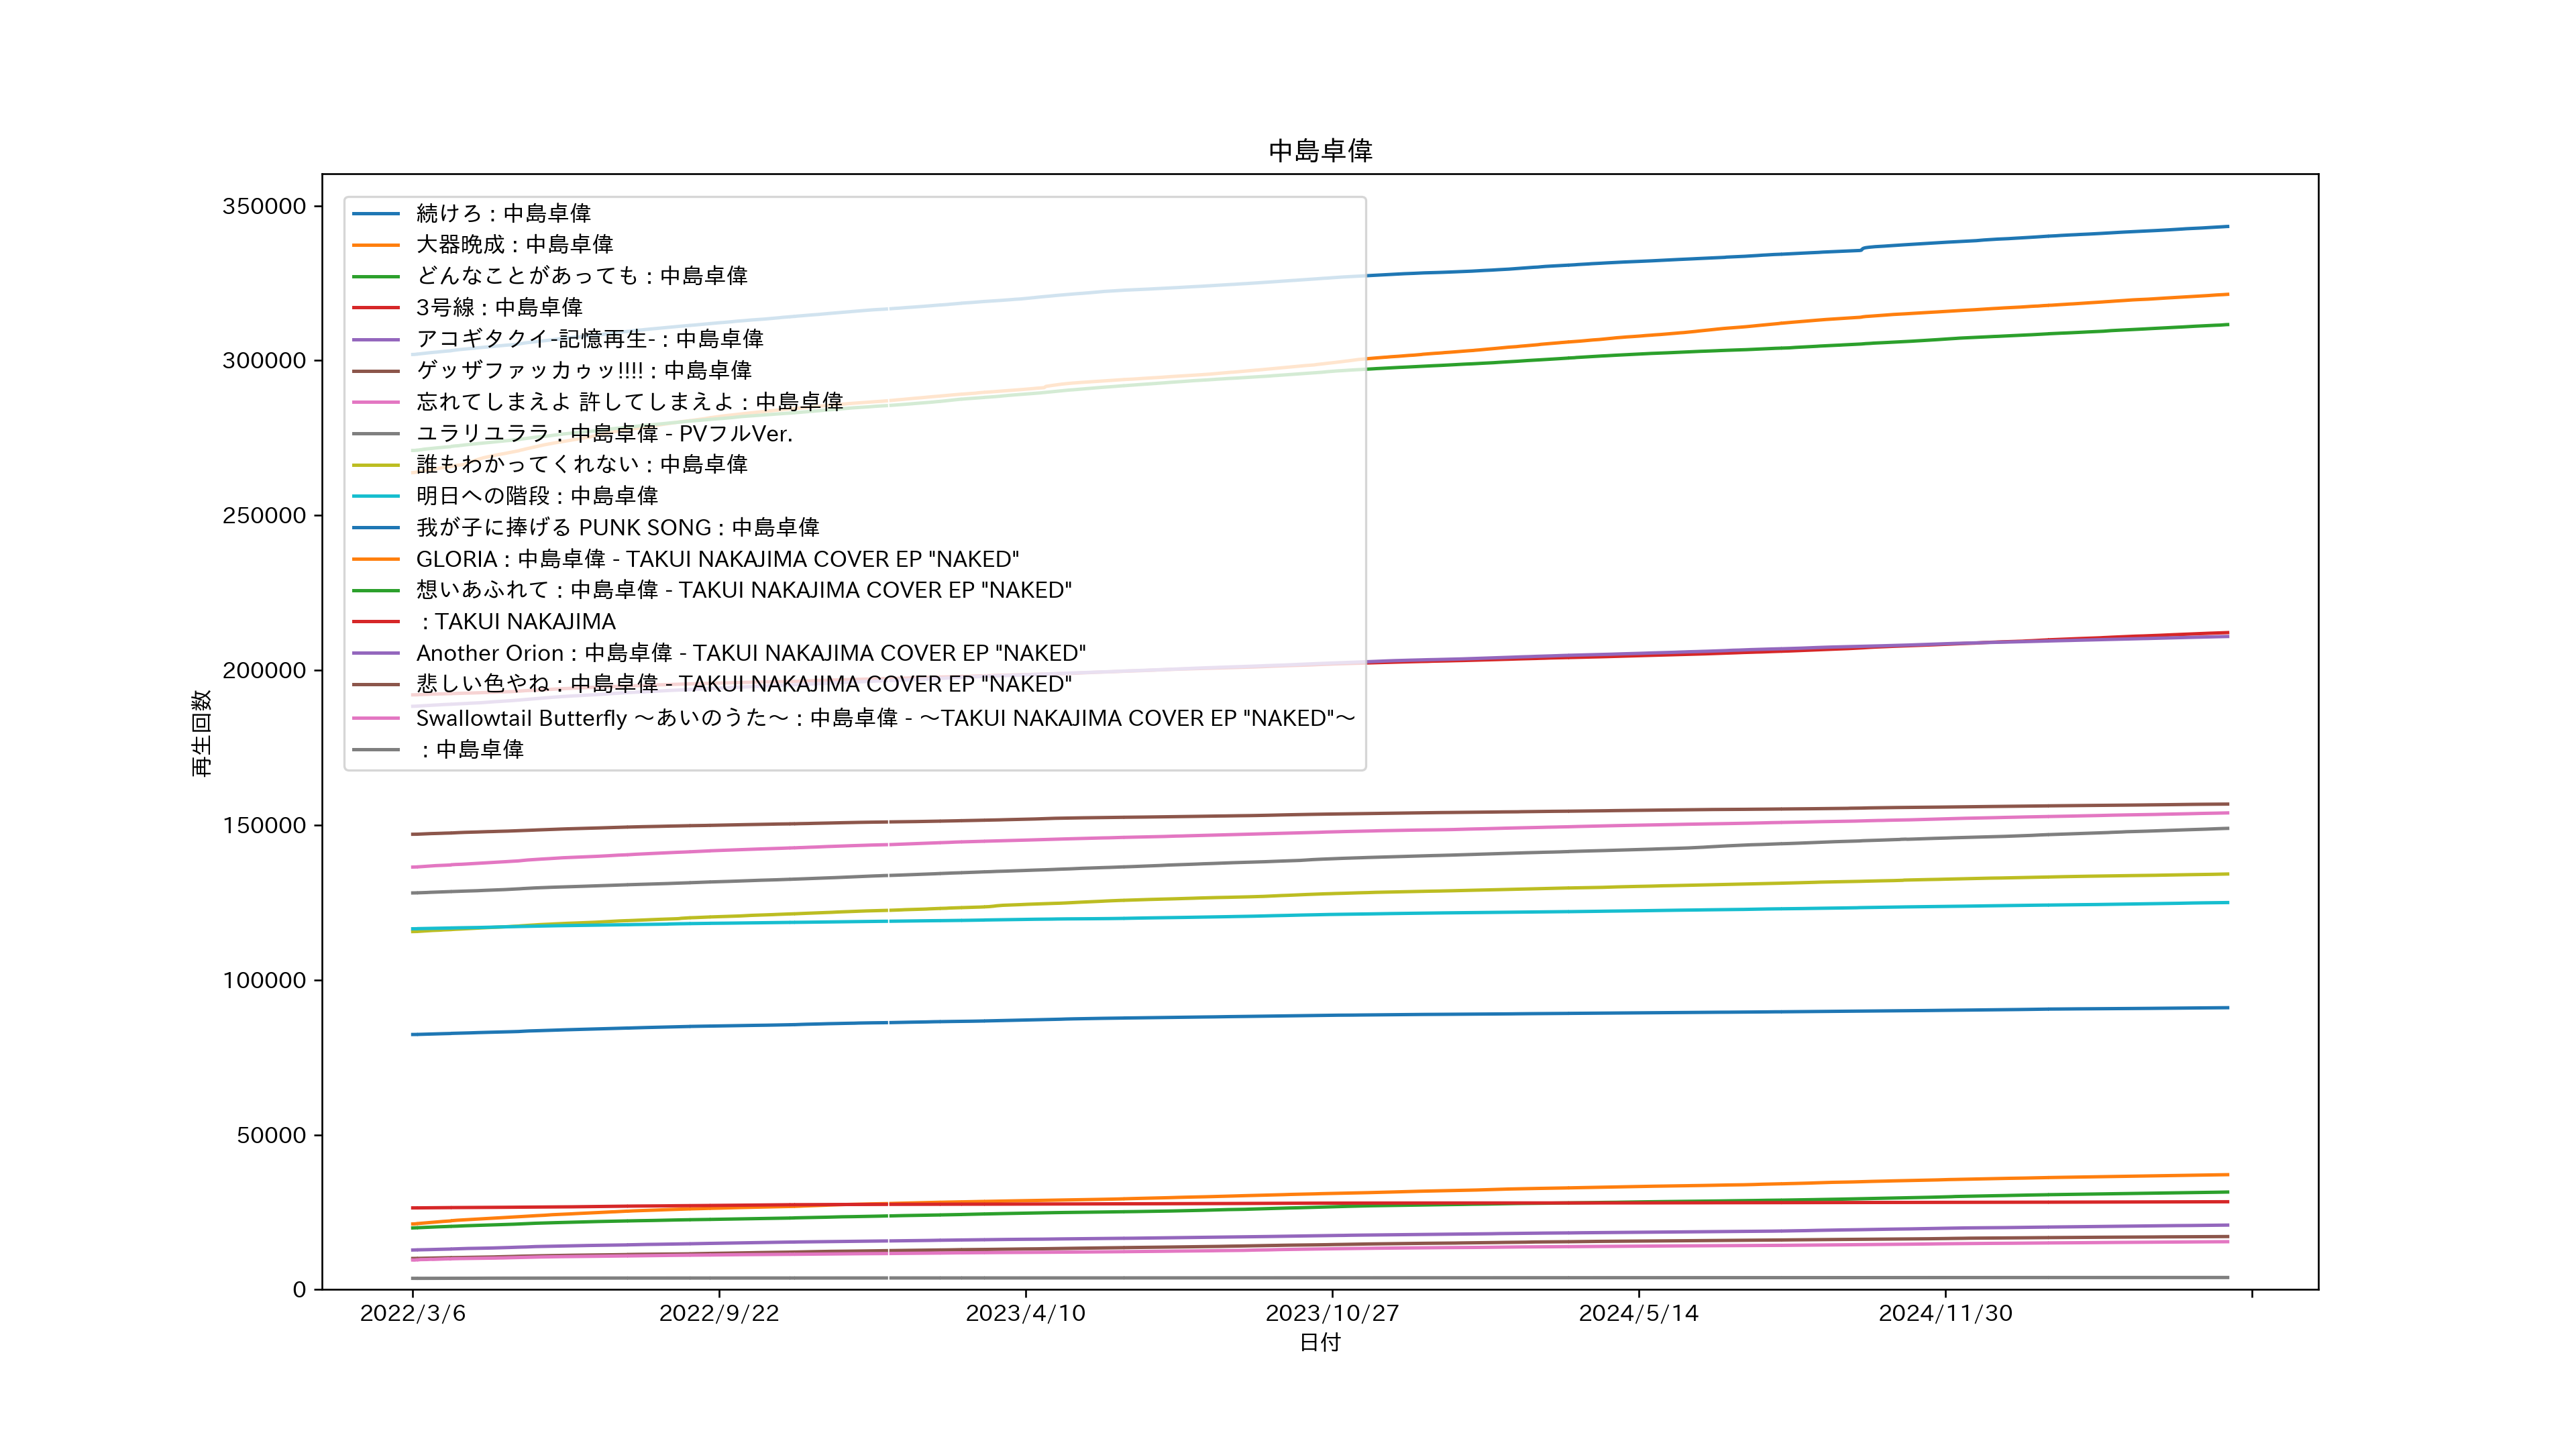 中島卓偉
350000
300000
250000
200000
150000
100000
50000
0
再生回数
続けろ : 中島卓偉
大器晩成 : 中島卓偉
どんなことがあっても : 中島卓偉
3号線 : 中島卓偉
アコギタクイ-記憶再生- : 中島卓偉
ゲッザファッカゥッ!!!! : 中島卓偉
忘れてしまえよ 許してしまえよ : 中島卓偉
ユラリユララ : 中島卓偉 - PVフルVer.
誰もわかってくれない : 中島卓偉
明日への階段 : 中島卓偉
我が子に捧げる PUNK SONG : 中島卓偉
GLORIA : 中島卓偉 - TAKUI NAKAJIMA COVER EP "NAKED"
想いあふれて : 中島卓偉 - TAKUI NAKAJIMA COVER EP "NAKED"
: TAKUI NAKAJIMA
Another Orion : 中島卓偉 - TAKUI NAKAJIMA COVER EP "NAKED"
悲しい色やね : 中島卓偉 - TAKUI NAKAJIMA COVER EP "NAKED"
Swallowtail Butterfly 〜あいのうた〜 : 中島卓偉 - 〜TAKUI NAKAJIMA COVER EP "NAKED"〜
: 中島卓偉
2022/3/6
2022/9/22
2023/4/10
2023/10/27
2024/5/14
2024/11/30
日付